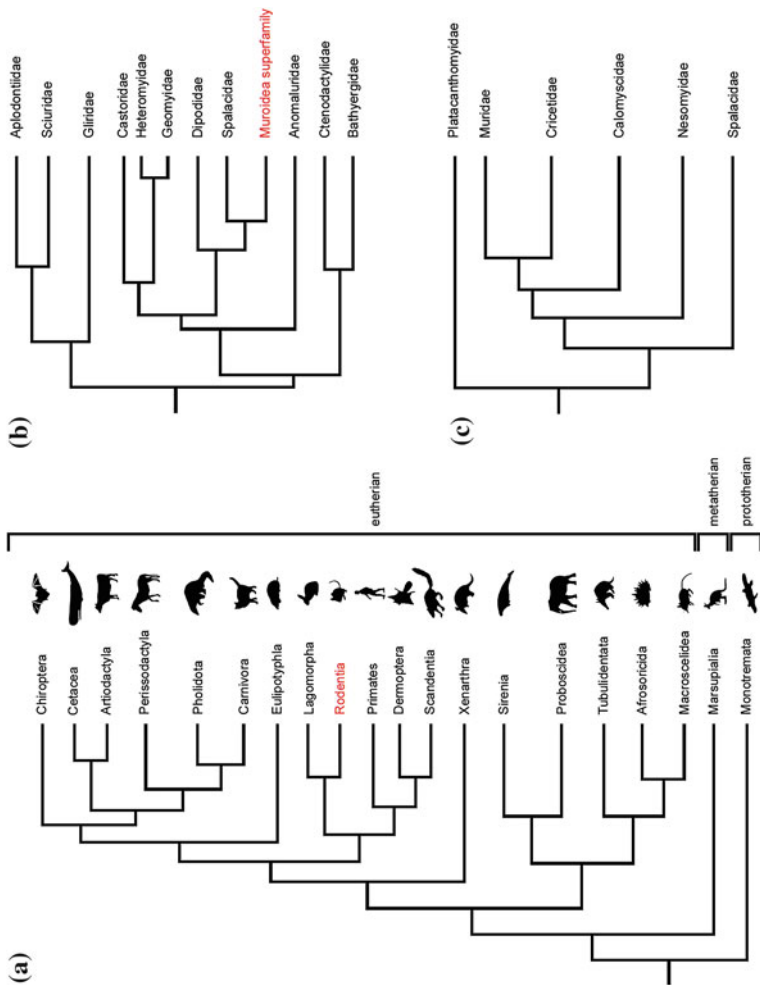 (a)
Chiroptera
Cetacea
Artiodactyla
Perissodactyla
Pholidota
Carnivora
Eulipotyphla
Lagomorpha
Rodentia
Primates
Dermoptera
Scandentia
Xenarthra
Sirenia
Proboscidea
Tubulidentata
Afrosoricida
Macroscelidea
Marsupialia
Monotremata
eutherian
metatherian
prototherian
(b)
Aplodontiidae
Sciuridae
Gliridae
Castoridae
Heteromyidae
Geomyidae
Dipodidae
Spalacidae
Muroidea superfamily
Anomaluridae
Ctenodactylidae
Bathyergidae
(c)
Platacanthomyidae
Muridae
Cricetidae
Calomyscidae
Nesomyidae
Spalacidae